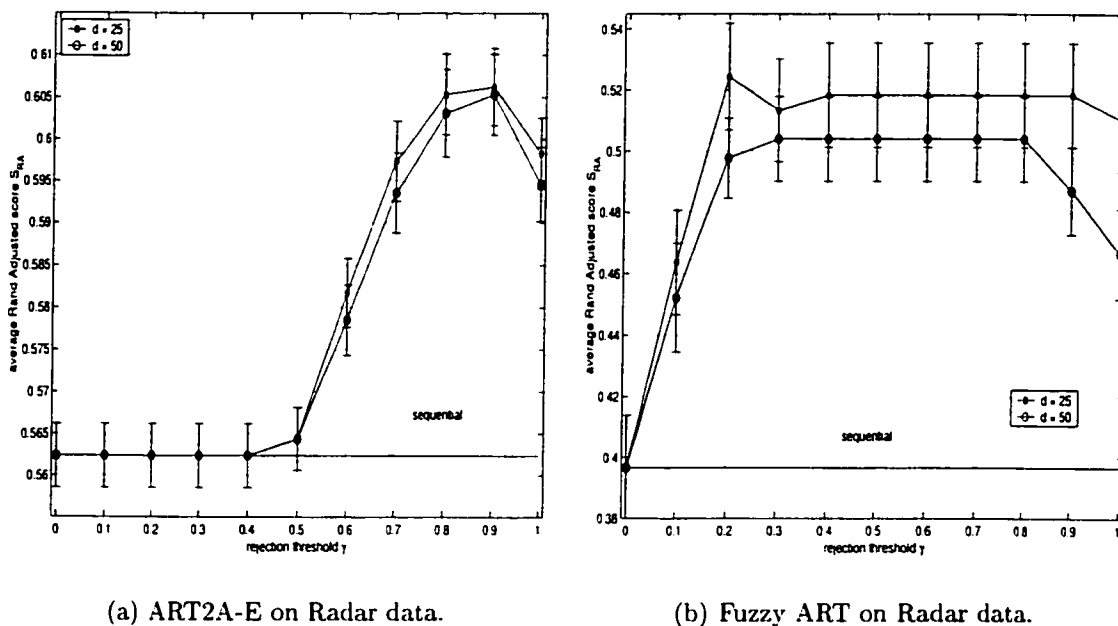 d = 25
d = 50
0.61
0.605
0.6
0.595
0.59
0.585
0.58
0.575
0.57
0.565
0.56
average Rand Adjusted score S_RA
sequential
0 0.1 0.2 0.3 0.4 0.5 0.6 0.7 0.8 0.9 1
rejection threshold γ
(a) ART2A-E on Radar data.
0.54
0.52
0.5
0.48
0.46
0.44
0.42
0.4
0.38
average Rand Adjusted score S_RA
d = 25
d = 50
sequential
0 0.1 0.2 0.3 0.4 0.5 0.6 0.7 0.8 0.9 1
rejection threshold γ
(b) Fuzzy ART on Radar data.